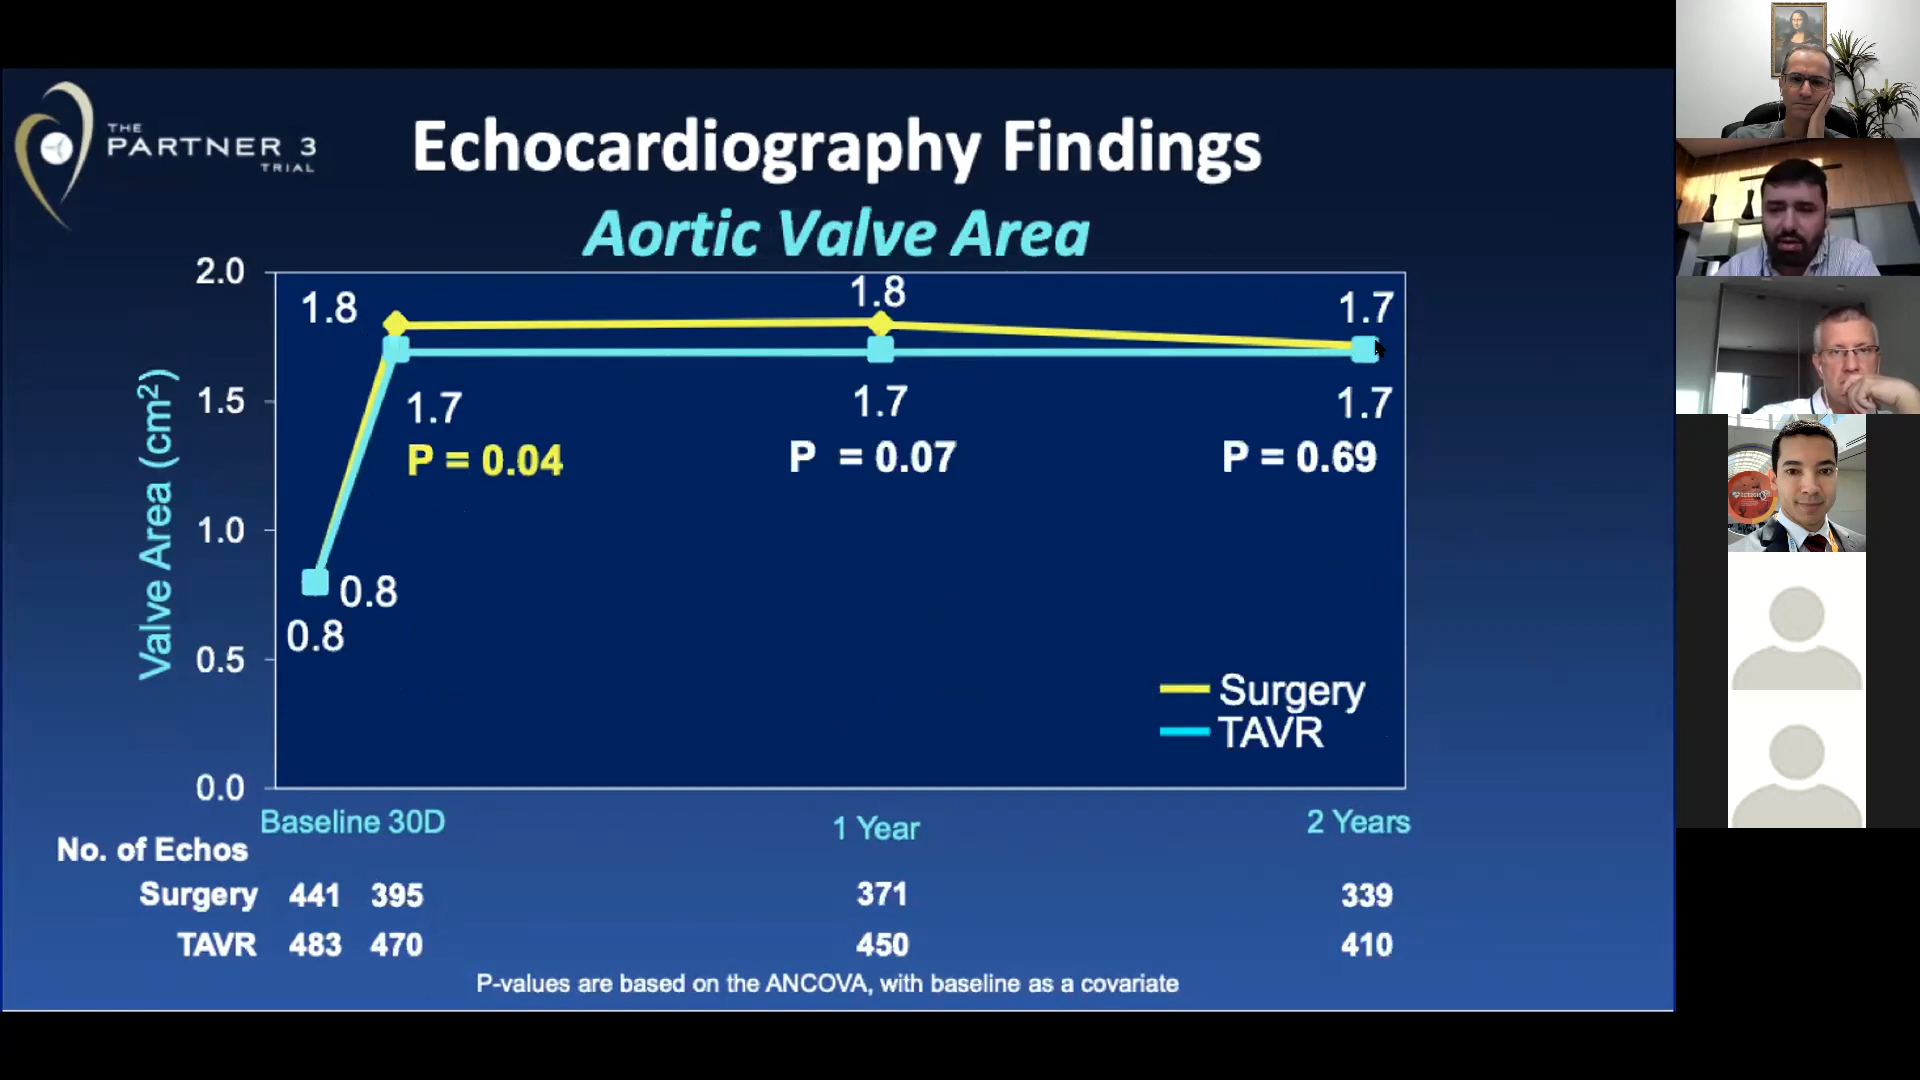 THE
PARTNER 3
TRIAL
Echocardiography Findings
Aortic Valve Area
Valve Area (cm²)
2.0
1.5
1.0
0.5
0.0
1.8
1.8
1.7
1.7
1.7
1.7
P = 0.04
P = 0.07
P = 0.69
0.8
0.8
Surgery
TAVR
Baseline 30D
1 Year
2 Years
No. of Echos
Surgery 441 395 371 339
TAVR 483 470 450 410
P-values are based on the ANCOVA, with baseline as a covariate